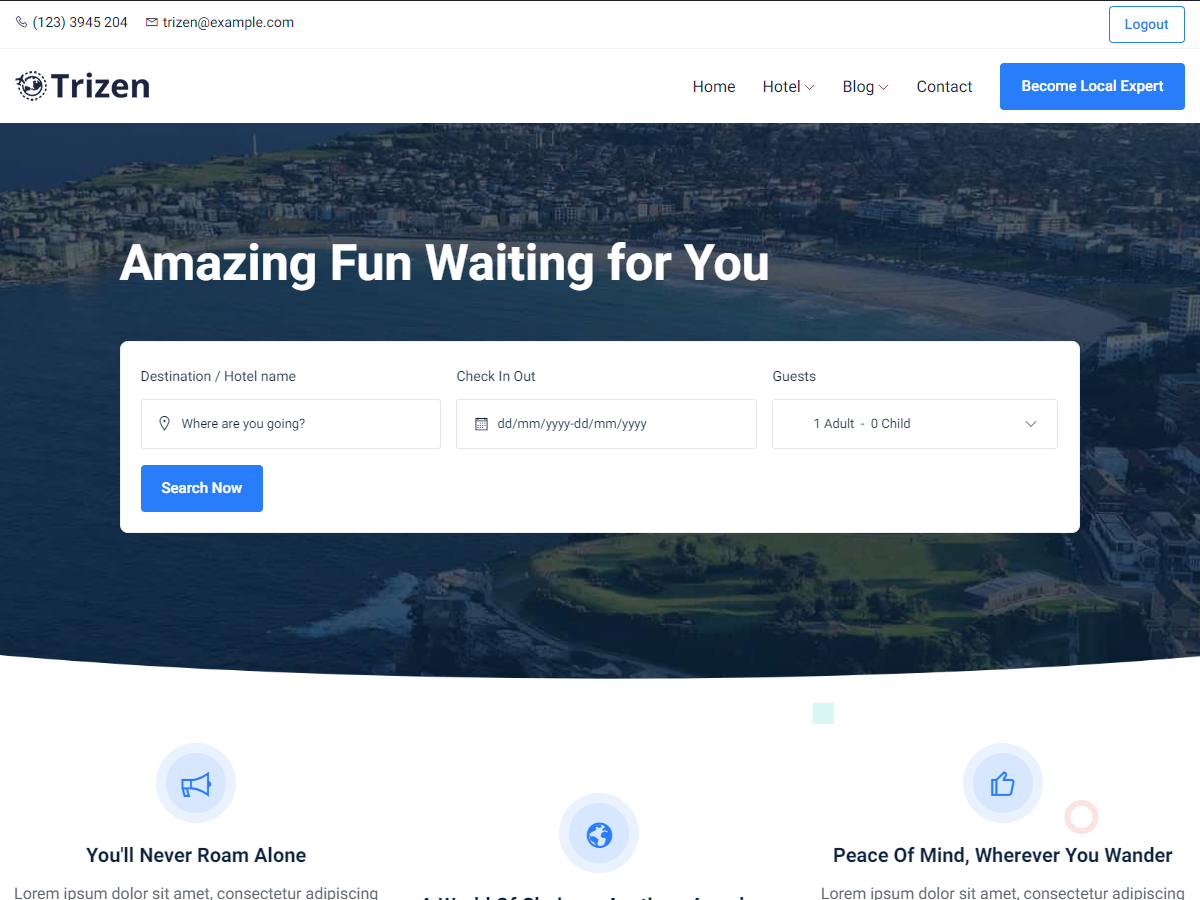 (123) 3945 204 trizen@example.com Logout
Trizen Home Hotel Blog Contact Become Local Expert
Amazing Fun Waiting for You
Destination / Hotel name Check In Out Guests
Where are you going? dd/mm/yyyy-dd/mm/yyyy 1 Adult - 0 Child
Search Now
You'll Never Roam Alone Peace Of Mind, Wherever You Wander
Lorem ipsum dolor sit amet, consectetur adipiscing Lorem ipsum dolor sit amet, consectetur adipiscing